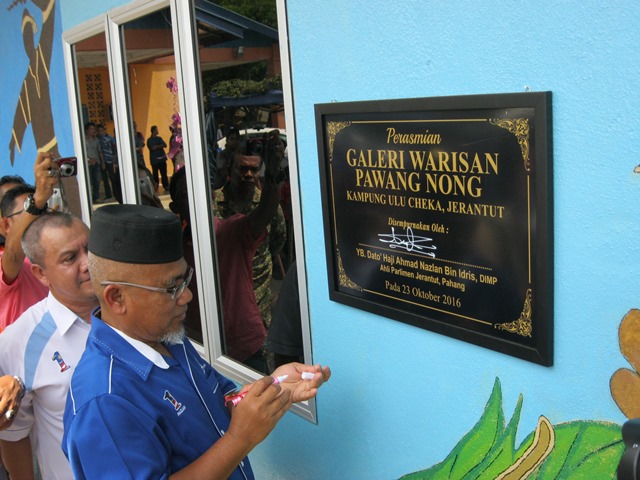 Perasmian
GALERI WARISAN
PAWANG NONG
KAMPUNG ULU CHEKA, JERANTUT
Disempurnakan Oleh :
YB. Dato' Haji Ahmad Nazlan Bin Idris, DIMP
Ahli Parlimen Jerantut, Pahang
Pada 23 Oktober 2016